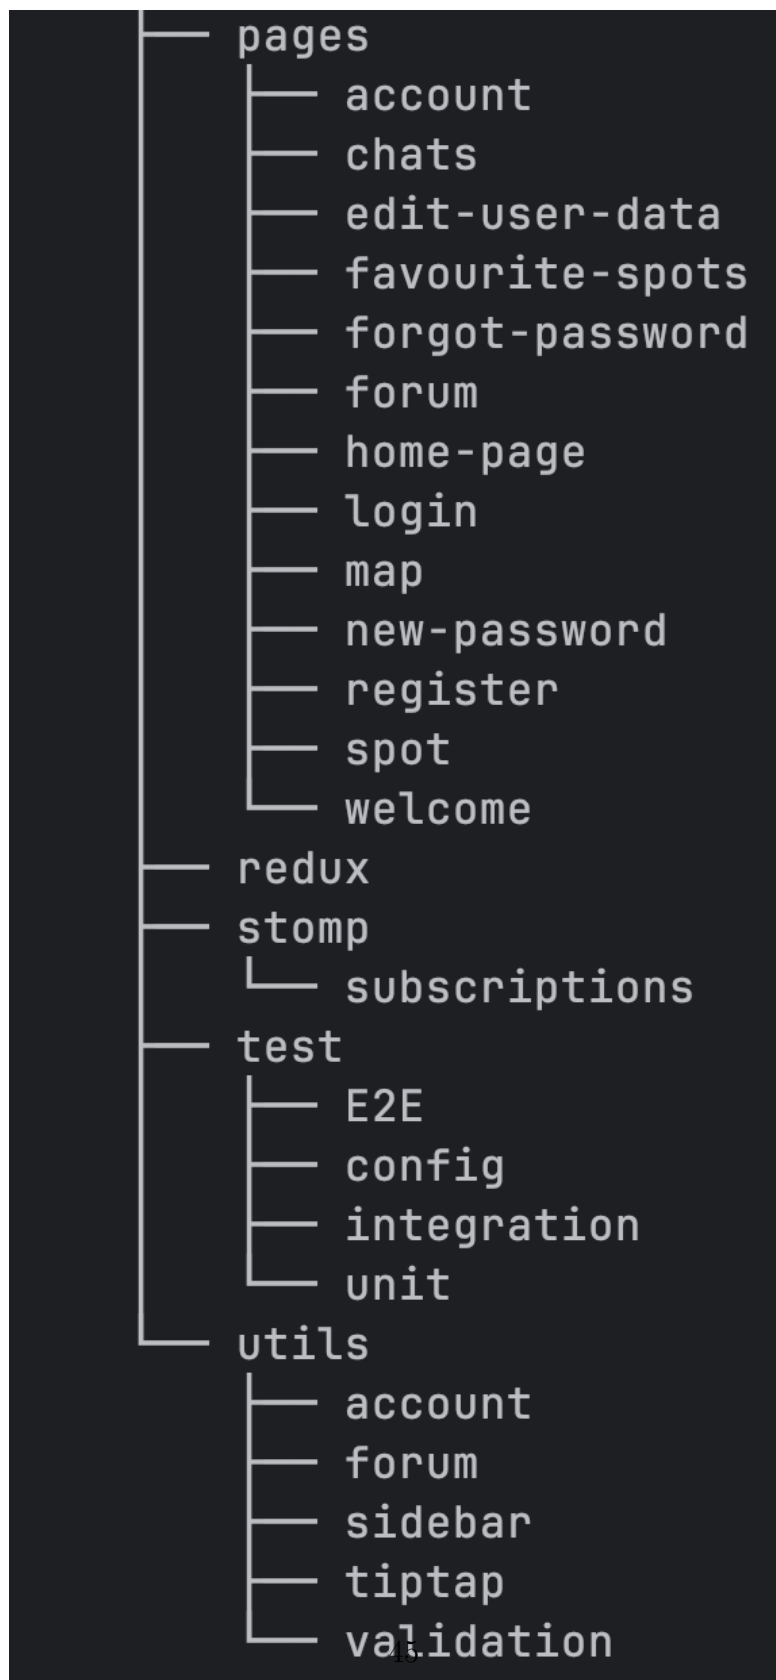 pages
account
chats
edit-user-data
favourite-spots
forgot-password
forum
home-page
login
map
new-password
register
spot
welcome
redux
stomp
subscriptions
test
E2E
config
integration
unit
utils
account
forum
sidebar
tiptap
validation
45